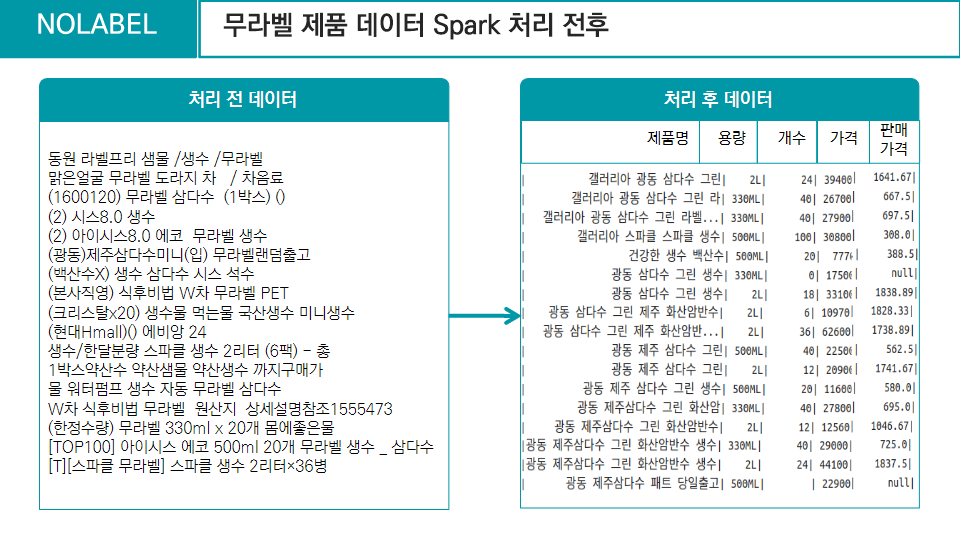 NOLABEL
무라벨 제품 데이터 Spark 처리 전후
처리 전 데이터
동원 라벨프리 샘물 /생수 /무라벨
맑은얼굴 무라벨 도라지 차 / 차음료
(1600120) 무라벨 삼다수 (1박스) ()
(2) 시스8.0 생수
(2) 아이시스8.0 에코 무라벨 생수
(광동)제주삼다수미니(입) 무라벨랜덤출고
(백산수X) 생수 삼다수 시스 석수
(본사직영) 식후비법 W차 무라벨 PET
(크리스탈x20) 생수물 먹는물 국산생수 미니생수
(현대Hmall)() 에비앙 24
생수/한달분량 스파클 생수 2리터 (6팩) – 총
1박스약산수 약산샘물 약산생수 까지구매가
물 워터펌프 생수 자동 무라벨 삼다수
W차 식후비법 무라벨 원산지 상세설명참조1555473
(한정수량) 무라벨 330ml x 20개 몸에좋은물
[TOP100] 아이시스 에코 500ml 20개 무라벨 생수 _ 삼다수
[T][스파클 무라벨] 스파클 생수 2리터×36병
처리 후 데이터
제품명 용량 개수 가격 판매 가격
| 갤러리아 광동 삼다수 그린| 2L| 24| 39400| 1641.67|
| 갤러리아 광동 삼다수 그린 라| 330ML| 40| 26700| 667.5|
| 갤러리아 광동 삼다수 그린 라벨...| 330ML| 40| 27900| 697.5|
| 갤러리아 스파클 스파클 생수| 500ML| 100| 30800| 308.0|
| 건강한 생수 백산수| 500ML| 20| 7770| 388.5|
| 광동 삼다수 그린 생수| 330ML| 0| 17500| null|
| 광동 삼다수 그린 생수| 2L| 18| 33100| 1838.89|
| 광동 삼다수 그린 제주 화산암반수| 2L| 6| 10970| 1828.33|
| 광동 삼다수 그린 제주 화산암반...| 2L| 36| 62600| 1738.89|
| 광동 제주 삼다수 그린| 500ML| 40| 22500| 562.5|
| 광동 제주 삼다수 그린| 2L| 12| 20900| 1741.67|
| 광동 제주 삼다수 그린 생수| 500ML| 20| 11600| 580.0|
| 광동 제주삼다수 그린 화산암| 330ML| 40| 27800| 695.0|
| 광동 제주삼다수 그린 화산암반수| 2L| 12| 12560| 1046.67|
|광동 제주삼다수 그린 화산암반수 생수| 330ML| 40| 29000| 725.0|
|광동 제주삼다수 그린 화산암반수 생수| 2L| 24| 44100| 1837.5|
| 광동 제주삼다수 패트 당일출고| 500ML| | 22900| null|